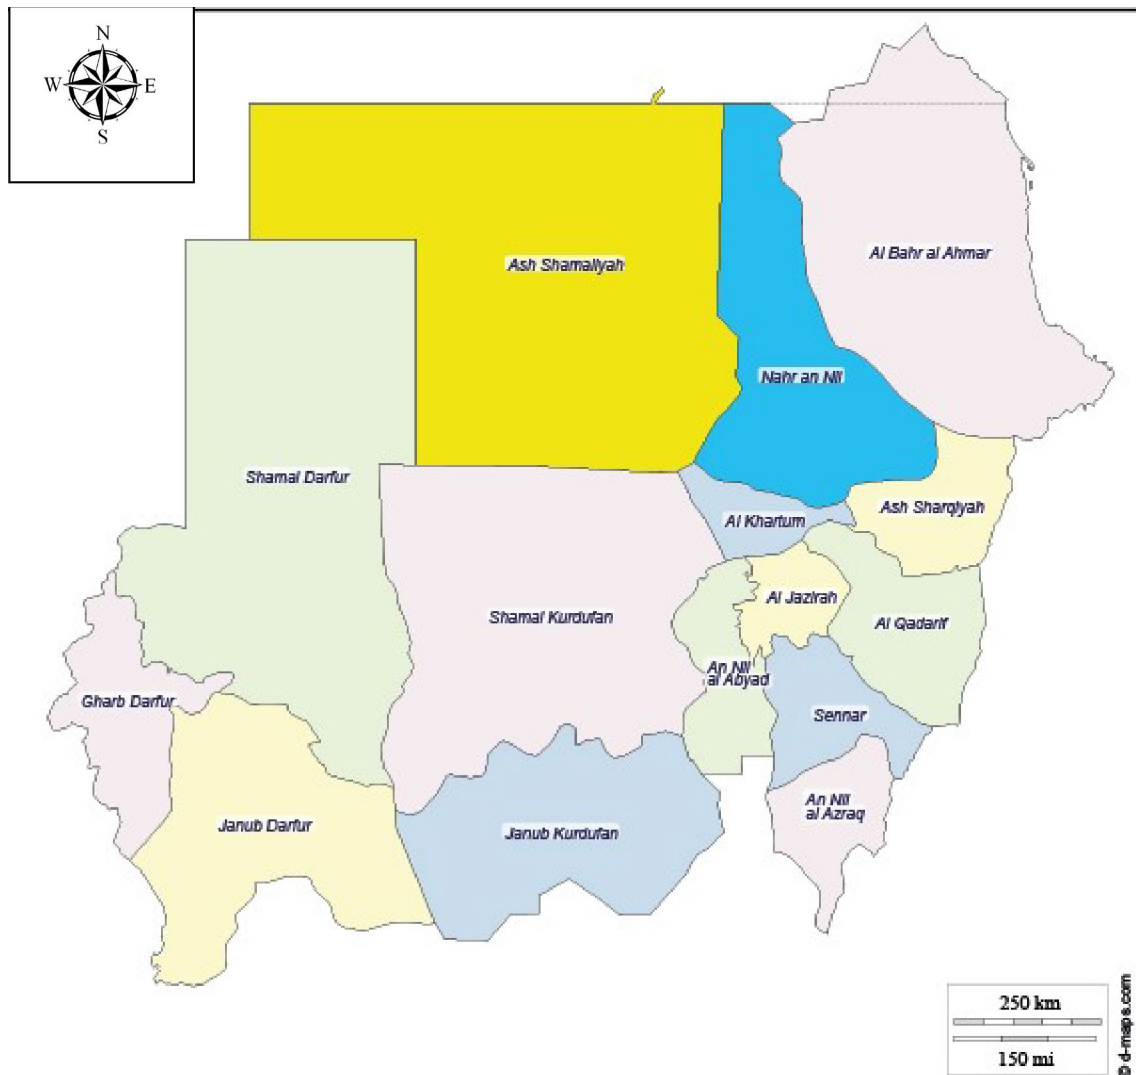 N
W E
S
Al Bahr al Ahmar
Ash Shamaliyah
Nahr an Nil
Shamal Darfur
Ash Sharqiyah
Al Khartum
Al Jazirah
Shamal Kurdufan
Al Qadarif
An Nil
al Abyad
Gharb Darfur
Sennar
An Nil
al Azraq
Janub Darfur
Janub Kurdufan
250 km
150 mi
© d-maps.com